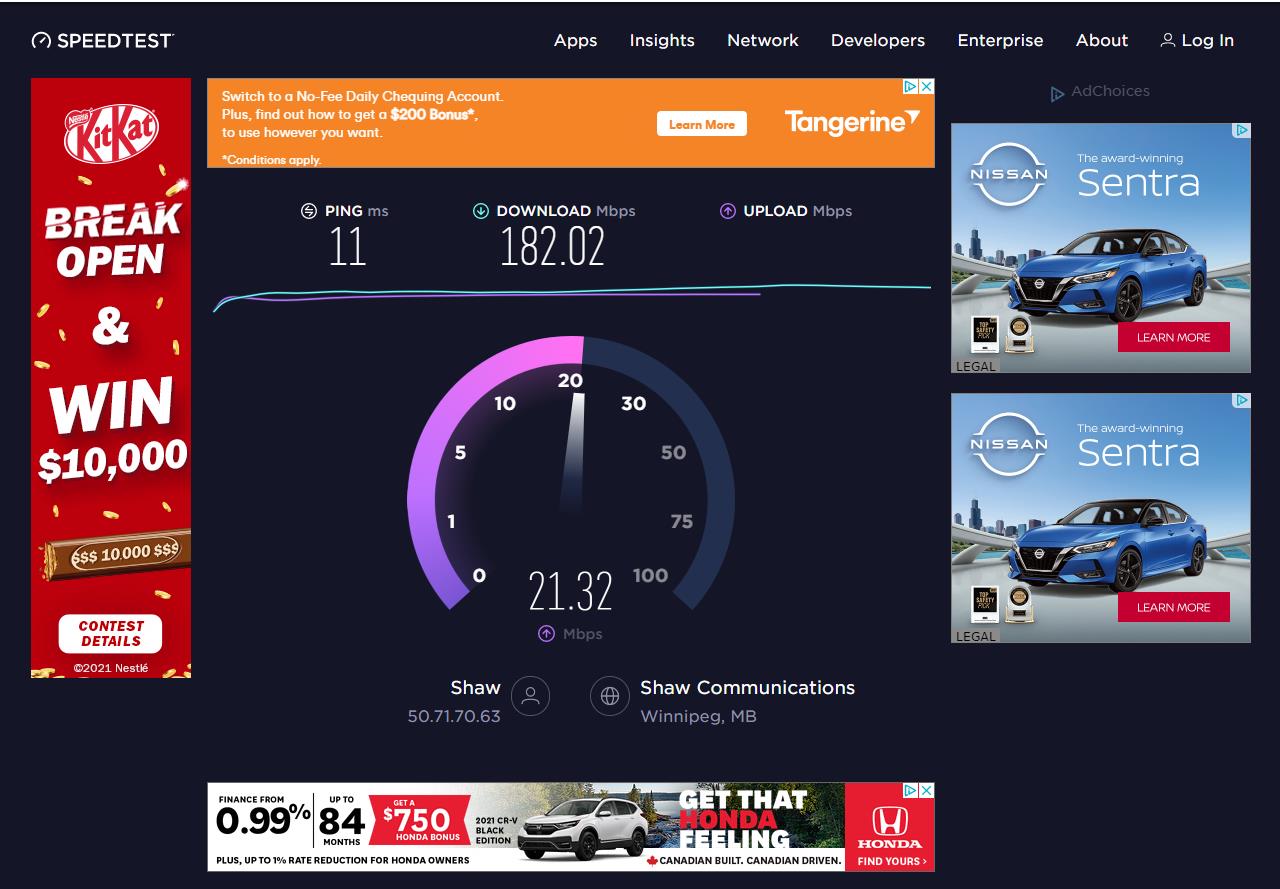 SPEEDTEST
Apps
Insights
Network
Developers
Enterprise
About
Log In
Nestlé
KitKat
BREAK
OPEN
&
WIN
$10,000
$$$ 10,000 $$$
CONTEST
DETAILS
©2021 Nestlé
Switch to a No-Fee Daily Chequing Account.
Plus, find out how to get a $200 Bonus*,
to use however you want.
*Conditions apply.
Learn More
Tangerine
PING ms
11
DOWNLOAD Mbps
182.02
UPLOAD Mbps
0
1
5
10
20
30
50
75
100
21.32
Mbps
Shaw
50.71.70.63
Shaw Communications
Winnipeg, MB
AdChoices
NISSAN
The award-winning
Sentra
TOP
SAFETY
PICK
LEARN MORE
LEGAL
NISSAN
The award-winning
Sentra
TOP
SAFETY
PICK
LEARN MORE
LEGAL
FINANCE FROM
0.99%
UP TO
84
MONTHS
GET A
$750
HONDA BONUS
2021 CR-V
BLACK
EDITION
PLUS, UP TO 1% RATE REDUCTION FOR HONDA OWNERS
GET THAT
HONDA
FEELING
CANADIAN BUILT. CANADIAN DRIVEN.
HONDA
FIND YOURS >